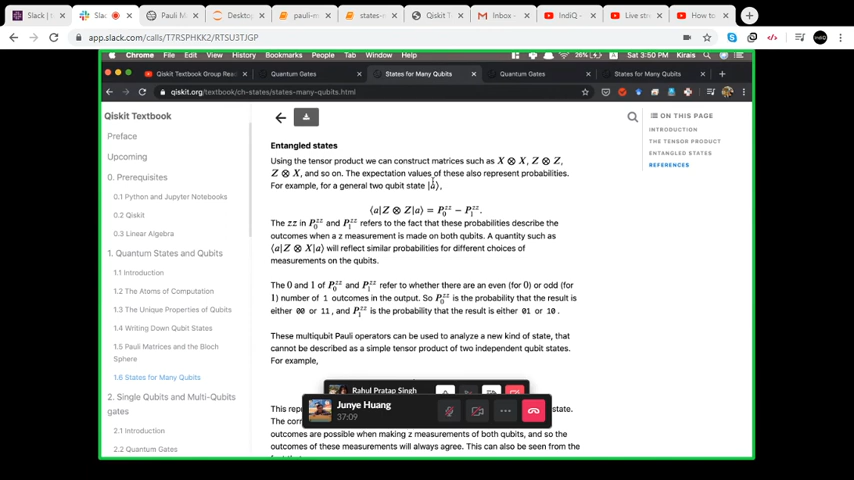 Slack | t
Slac
Pauli M
Desktop
pauli-m
states-m
Qiskit T
Inbox -
IndiQ -
Live stre
How to
app.slack.com/calls/T7RSPHKK2/RTSU3TJGP
Chrome File Edit View History Bookmarks People Tab Window Help
26%
Sat 3:50 PM Kirais
Qiskit Textbook Group Rea
Quantum Gates
States for Many Qubits
Quantum Gates
States for Many Qubits
qiskit.org/textbook/ch-states/states-many-qubits.html
Qiskit Textbook
Preface
Upcoming
0. Prerequisites
0.1 Python and Jupyter Notebooks
0.2 Qiskit
0.3 Linear Algebra
1. Quantum States and Qubits
1.1 Introduction
1.2 The Atoms of Computation
1.3 The Unique Properties of Qubits
1.4 Writing Down Qubit States
1.5 Pauli Matrices and the Bloch
Sphere
1.6 States for Many Qubits
2. Single Qubits and Multi-Qubits
gates
2.1 Introduction
2.2 Quantum Gates
Entangled states
Using the tensor product we can construct matrices such as X ⊗ X, Z ⊗ Z,
Z ⊗ X, and so on. The expectation values of these also represent probabilities.
For example, for a general two qubit state |a⟩,
⟨a|Z ⊗ Z|a⟩ = P₀ᶻᶻ − P₁ᶻᶻ.
The zz in P₀ᶻᶻ and P₁ᶻᶻ refers to the fact that these probabilities describe the
outcomes when a z measurement is made on both qubits. A quantity such as
⟨a|Z ⊗ X|a⟩ will reflect similar probabilities for different choices of
measurements on the qubits.
The 0 and 1 of P₀ᶻᶻ and P₁ᶻᶻ refer to whether there are an even (for 0) or odd (for
1) number of 1 outcomes in the output. So P₀ᶻᶻ is the probability that the result is
either 00 or 11, and P₁ᶻᶻ is the probability that the result is either 01 or 10.
These multiqubit Pauli operators can be used to analyze a new kind of state, that
cannot be described as a simple tensor product of two independent qubit states.
For example,
Rahul Pratap Singh
Junye Huang
37:09
This rep
state.
The corr
outcomes are possible when making z measurements of both qubits, and so the
outcomes of these measurements will always agree. This can also be seen from
ON THIS PAGE
INTRODUCTION
THE TENSOR PRODUCT
ENTANGLED STATES
REFERENCES